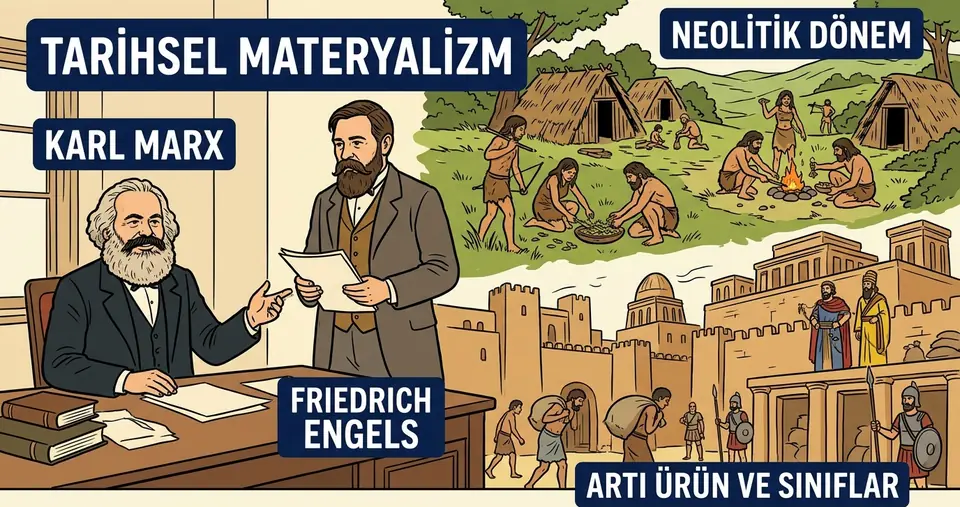 TARİHSEL MATERYALİZM
KARL MARX
FRIEDRICH
ENGELS
NEOLİTİK DÖNEM
ARTI ÜRÜN VE SINIFLAR